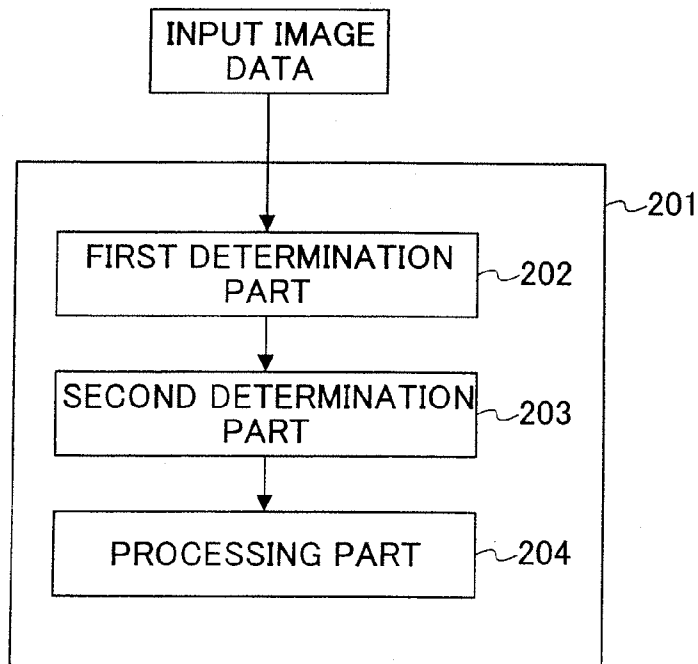 INPUT IMAGE
DATA
201
FIRST DETERMINATION
PART
202
SECOND DETERMINATION
PART
203
PROCESSING PART
204